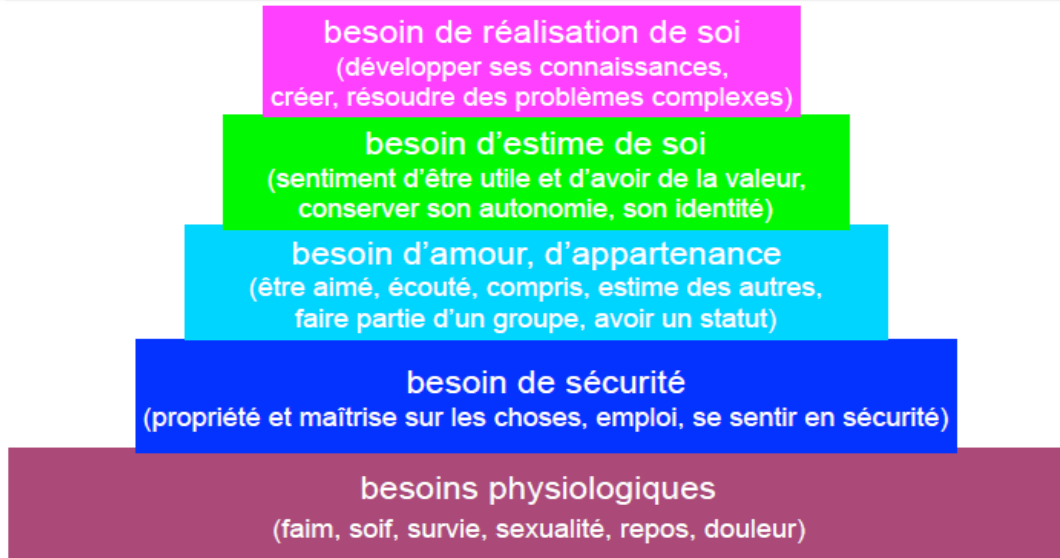 besoin de réalisation de soi
(développer ses connaissances,
créer, résoudre des problèmes complexes)
besoin d’estime de soi
(sentiment d’être utile et d’avoir de la valeur,
conserver son autonomie, son identité)
besoin d’amour, d’appartenance
(être aimé, écouté, compris, estime des autres,
faire partie d’un groupe, avoir un statut)
besoin de sécurité
(propriété et maîtrise sur les choses, emploi, se sentir en sécurité)
besoins physiologiques
(faim, soif, survie, sexualité, repos, douleur)